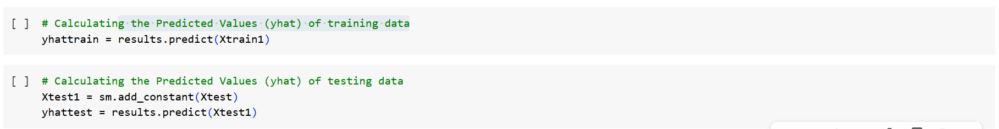 [ ] # Calculating the Predicted Values (yhat) of training data
yhattrain = results.predict(Xtrain1)
[ ] # Calculating the Predicted Values (yhat) of testing data
Xtest1 = sm.add_constant(Xtest)
yhattest = results.predict(Xtest1)